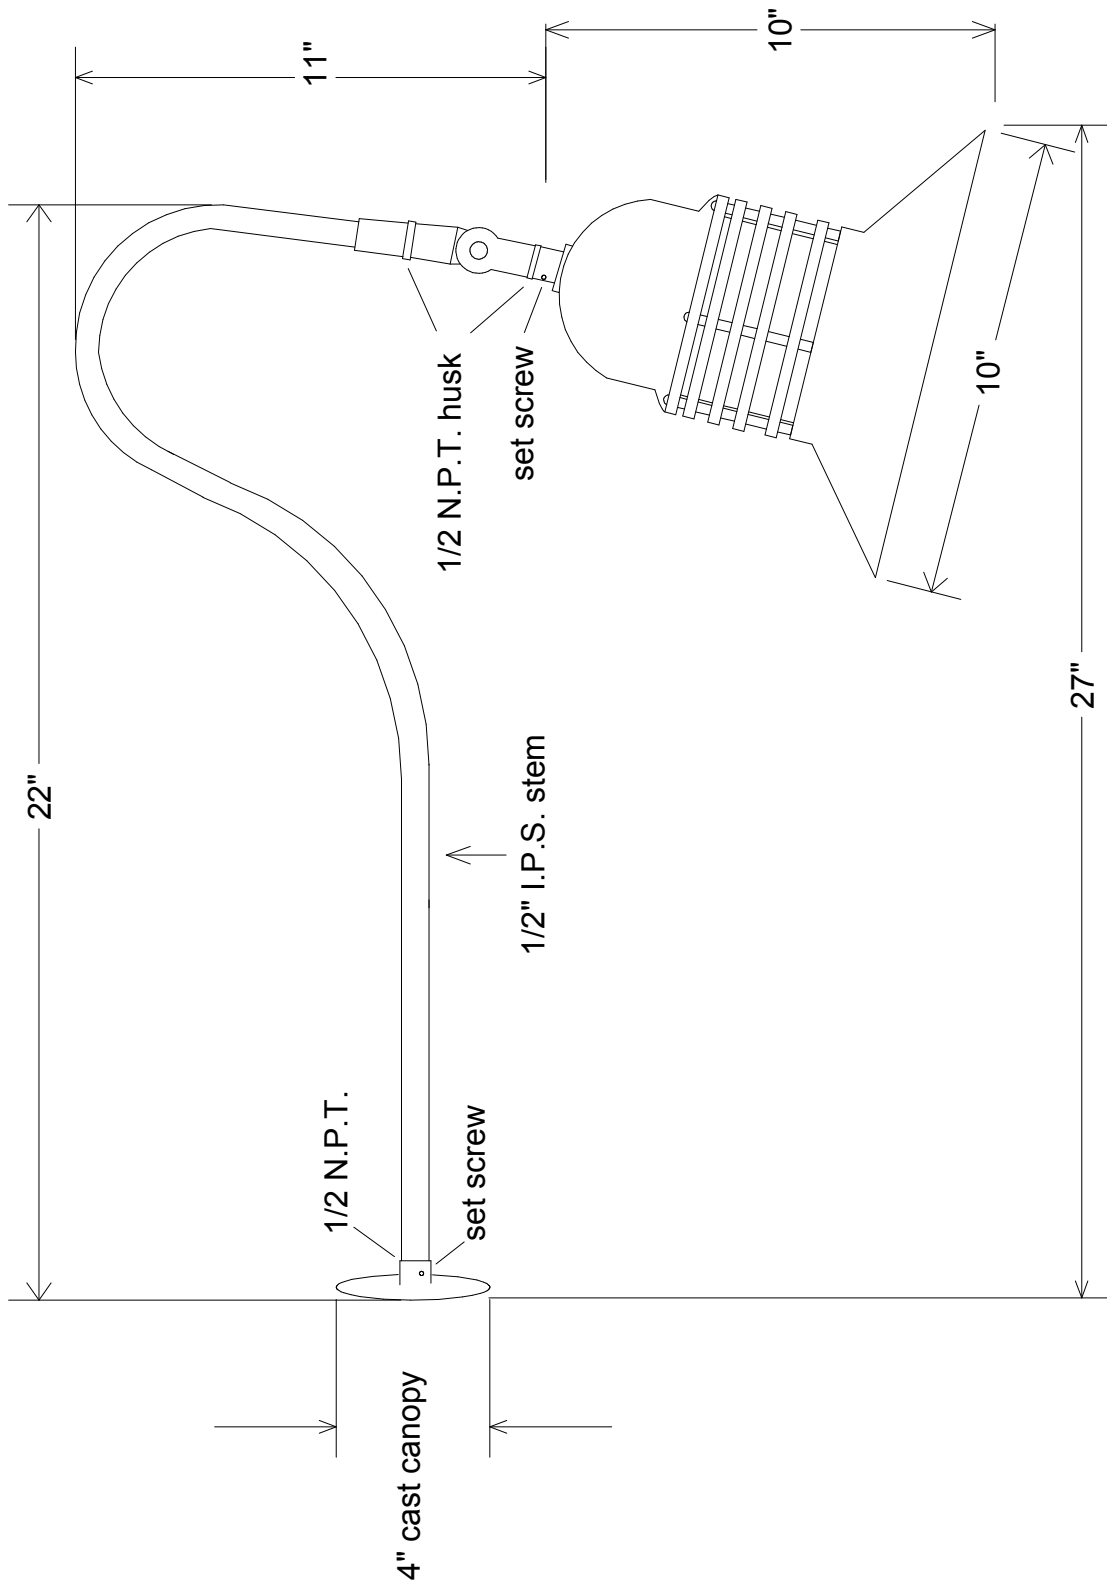 22"
11"
10"
1/2 N.P.T. husk
set screw
10"
27"
1/2" I.P.S. stem
1/2 N.P.T.
set screw
4" cast canopy